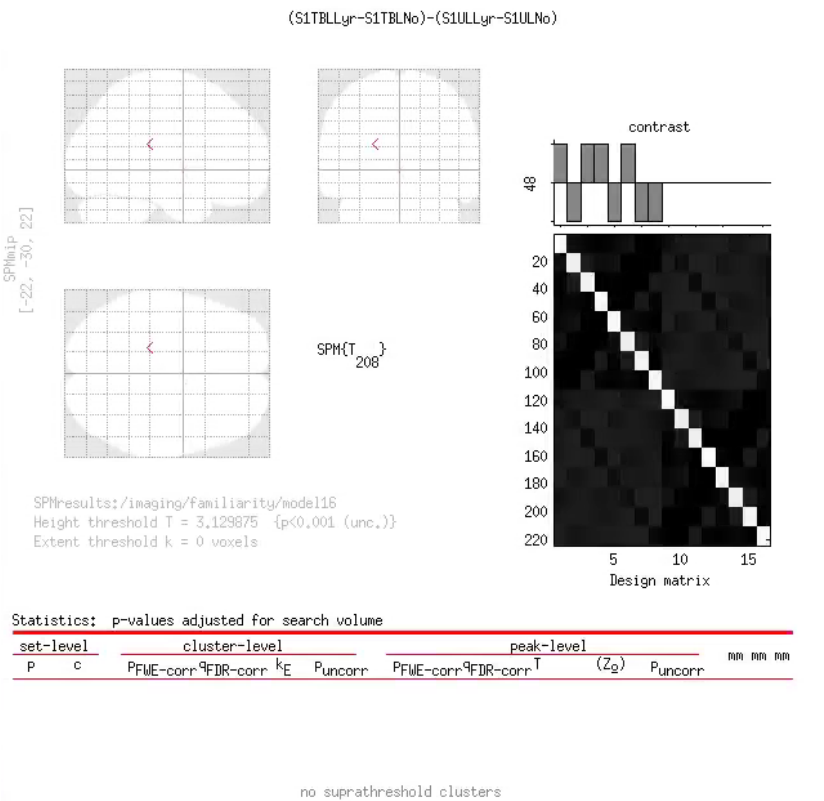 (S1TBLLyr-S1TBLNo)-(S1ULLyr-S1ULNo)
SPMmip
[-22, -30, 22]
SPM{T208}
contrast
48
20
40
60
80
100
120
140
160
180
200
220
5 10 15
Design matrix
SPMresults:/imaging/familiarity/model16
Height threshold T = 3.129875 {p<0.001 (unc.)}
Extent threshold k = 0 voxels
Statistics: p-values adjusted for search volume
set-level cluster-level peak-level mm mm mm
p c pFWE-corr qFDR-corr kE puncorr pFWE-corr qFDR-corr T (Zo) puncorr
no suprathreshold clusters